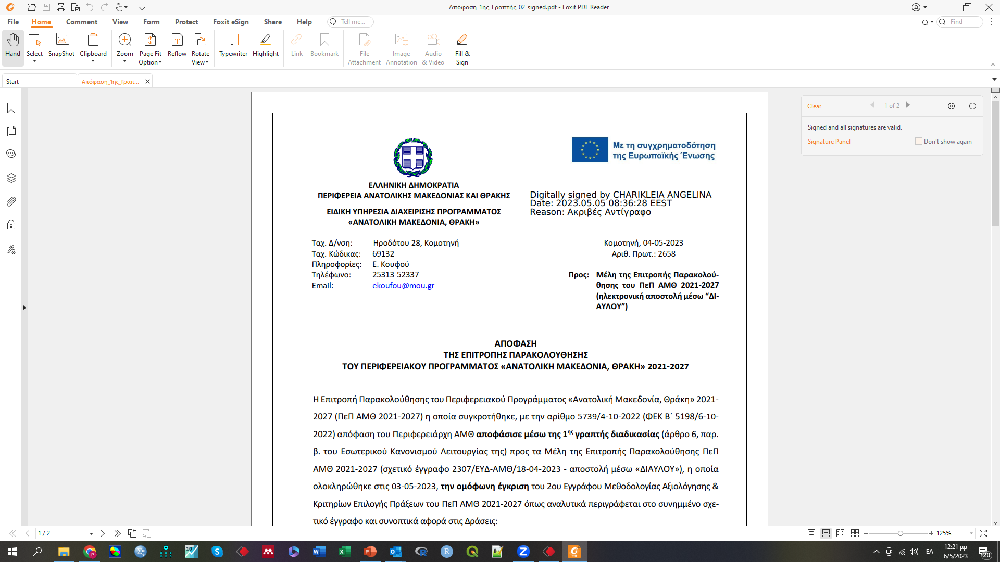 Απόφαση_1ης_Γραπτής_02_signed.pdf - Foxit PDF Reader
File Home Comment View Form Protect Foxit eSign Share Help Tell me... Find
Hand Select SnapShot Clipboard Zoom Page Fit Option Reflow Rotate View Typewriter Highlight Link Bookmark File Attachment Image Annotation Audio & Video Fill & Sign
Start Απόφαση_1ης_Γραπ...
Clear 1 of 2
Signed and all signatures are valid.
Signature Panel Don't show again
Με τη συγχρηματοδότηση
της Ευρωπαϊκής Ένωσης
ΕΛΛΗΝΙΚΗ ΔΗΜΟΚΡΑΤΙΑ
ΠΕΡΙΦΕΡΕΙΑ ΑΝΑΤΟΛΙΚΗΣ ΜΑΚΕΔΟΝΙΑΣ ΚΑΙ ΘΡΑΚΗΣ
ΕΙΔΙΚΗ ΥΠΗΡΕΣΙΑ ΔΙΑΧΕΙΡΙΣΗΣ ΠΡΟΓΡΑΜΜΑΤΟΣ
«ΑΝΑΤΟΛΙΚΗ ΜΑΚΕΔΟΝΙΑ, ΘΡΑΚΗ»
Digitally signed by CHARIKLEIA ANGELINA
Date: 2023.05.05 08:36:28 EEST
Reason: Ακριβές Αντίγραφο
Ταχ. Δ/νση: Ηροδότου 28, Κομοτηνή
Ταχ. Κώδικας: 69132
Πληροφορίες: Ε. Κουφού
Τηλέφωνο: 25313-52337
Email: ekoufou@mou.gr
Κομοτηνή, 04-05-2023
Αριθ. Πρωτ.: 2658
Προς: Μέλη της Επιτροπής Παρακολού-
θησης του ΠεΠ ΑΜΘ 2021-2027
(ηλεκτρονική αποστολή μέσω “ΔΙ-
ΑΥΛΟΥ”)
ΑΠΟΦΑΣΗ
ΤΗΣ ΕΠΙΤΡΟΠΗΣ ΠΑΡΑΚΟΛΟΥΘΗΣΗΣ
ΤΟΥ ΠΕΡΙΦΕΡΕΙΑΚΟΥ ΠΡΟΓΡΑΜΜΑΤΟΣ «ΑΝΑΤΟΛΙΚΗ ΜΑΚΕΔΟΝΙΑ, ΘΡΑΚΗ» 2021-2027
Η Επιτροπή Παρακολούθησης του Περιφερειακού Προγράμματος «Ανατολική Μακεδονία, Θράκη» 2021-
2027 (ΠεΠ ΑΜΘ 2021-2027) η οποία συγκροτήθηκε, με την αρίθμο 5739/4-10-2022 (ΦΕΚ Β΄ 5198/6-10-
2022) απόφαση του Περιφερειάρχη ΑΜΘ αποφάσισε μέσω της 1ης γραπτής διαδικασίας (άρθρο 6, παρ.
β. του Εσωτερικού Κανονισμού Λειτουργίας της) προς τα Μέλη της Επιτροπής Παρακολούθησης ΠεΠ
ΑΜΘ 2021-2027 (σχετικό έγγραφο 2307/ΕΥΔ-ΑΜΘ/18-04-2023 - αποστολή μέσω «ΔΙΑΥΛΟΥ»), η οποία
ολοκληρώθηκε στις 03-05-2023, την ομόφωνη έγκριση του 2ου Εγγράφου Μεθοδολογίας Αξιολόγησης &
Κριτηρίων Επιλογής Πράξεων του ΠεΠ ΑΜΘ 2021-2027 όπως αναλυτικά περιγράφεται στο συνημμένο σχε-
τικό έγγραφο και συνοπτικά αφορά στις Δράσεις:
1 / 2 125%
ΕΛ 12:21 μμ
6/5/2023
20